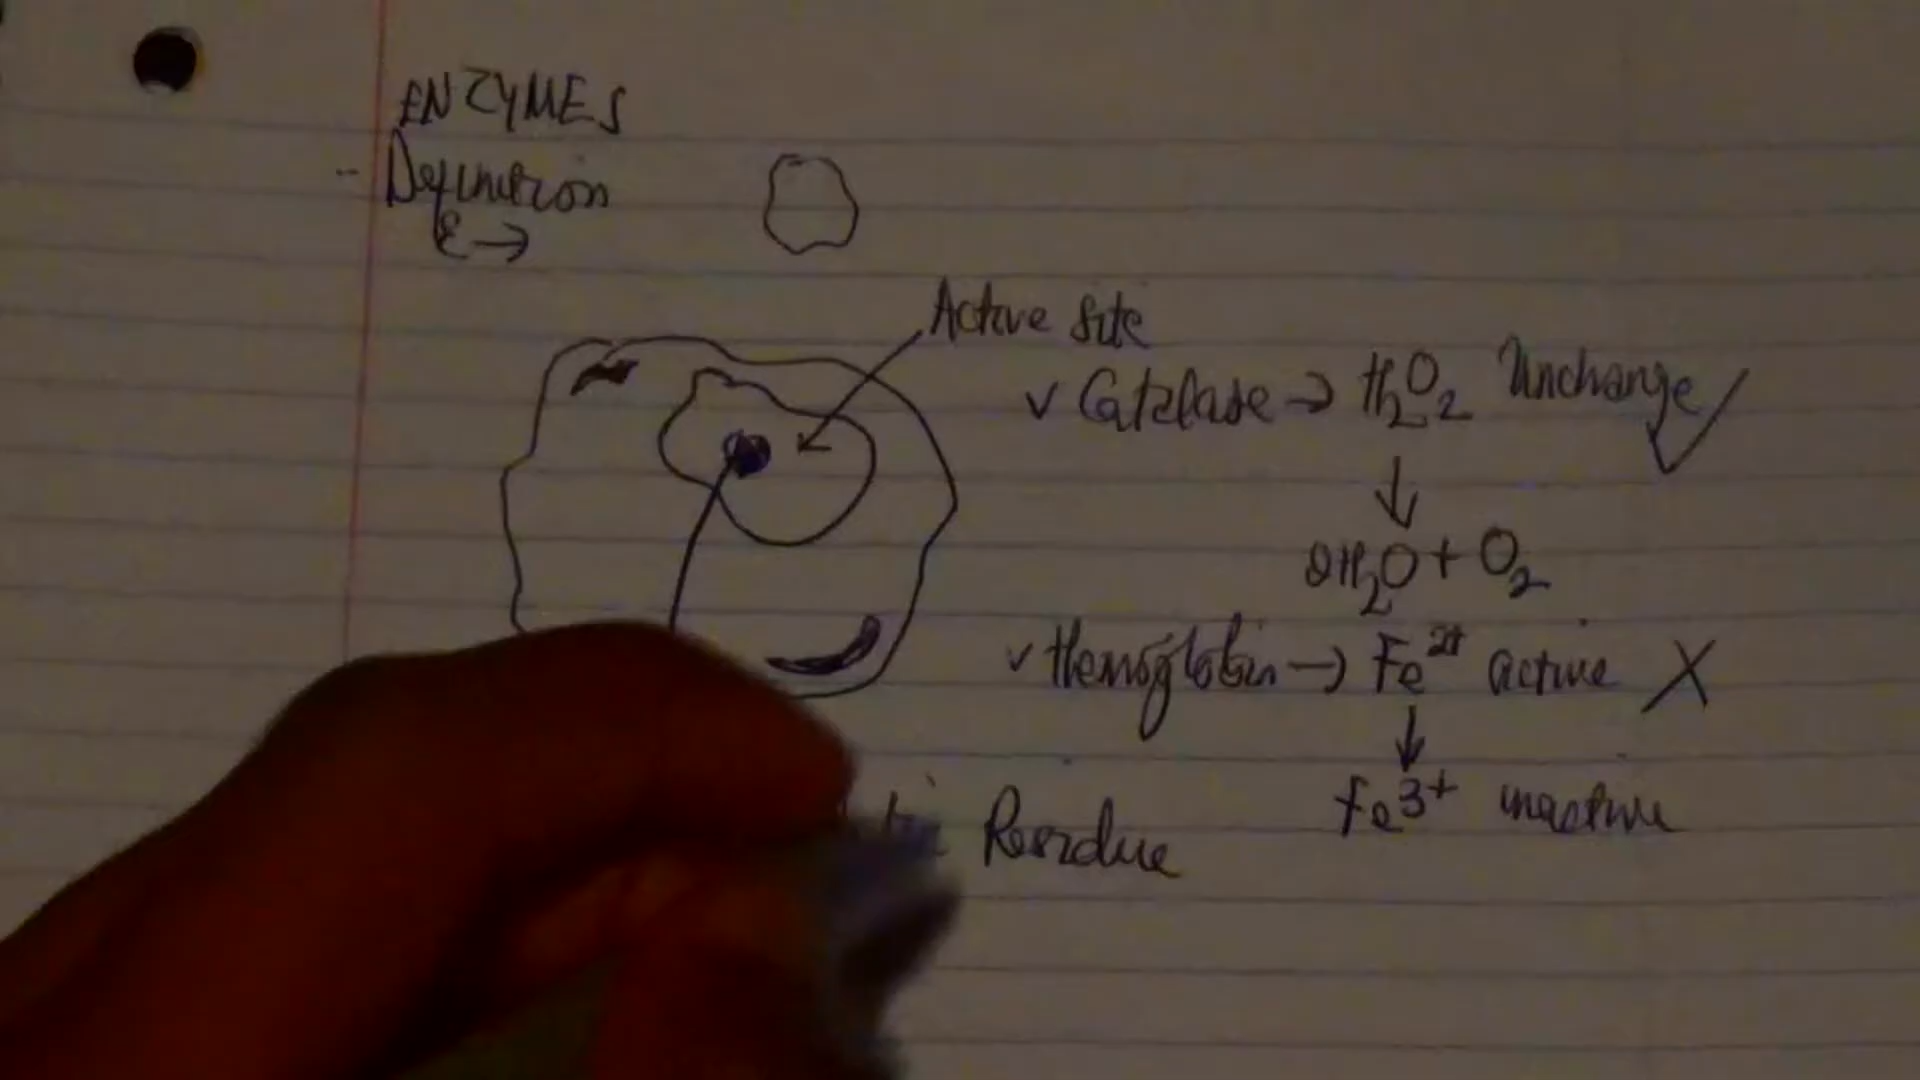 ENZYMES
- Definition
E →
Active site
✓ Catalase → H₂O₂ Unchange ✓
↓
2H₂O + O₂
✓ Hemoglobin → Fe²⁺ active X
↓
Residue
Fe3⁺ inactive